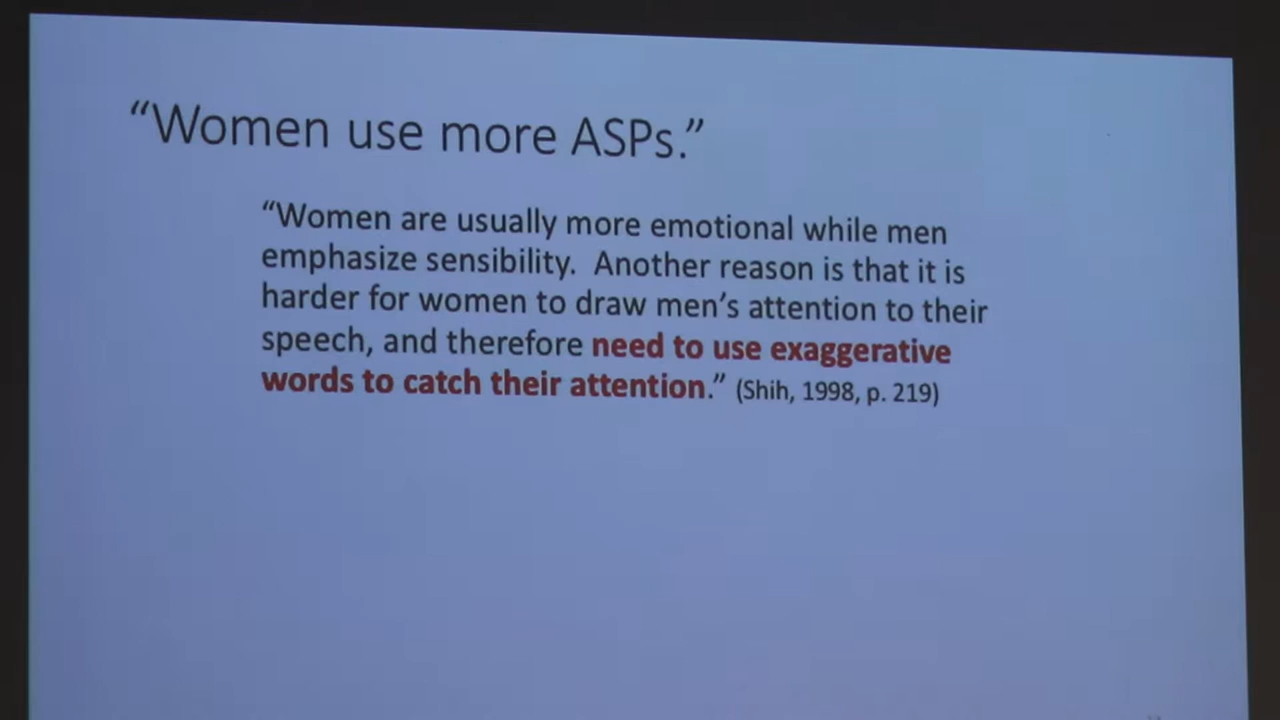 “Women use more ASPs.”
“Women are usually more emotional while men
emphasize sensibility.  Another reason is that it is
harder for women to draw men’s attention to their
speech, and therefore need to use exaggerative
words to catch their attention.” (Shih, 1998, p. 219)